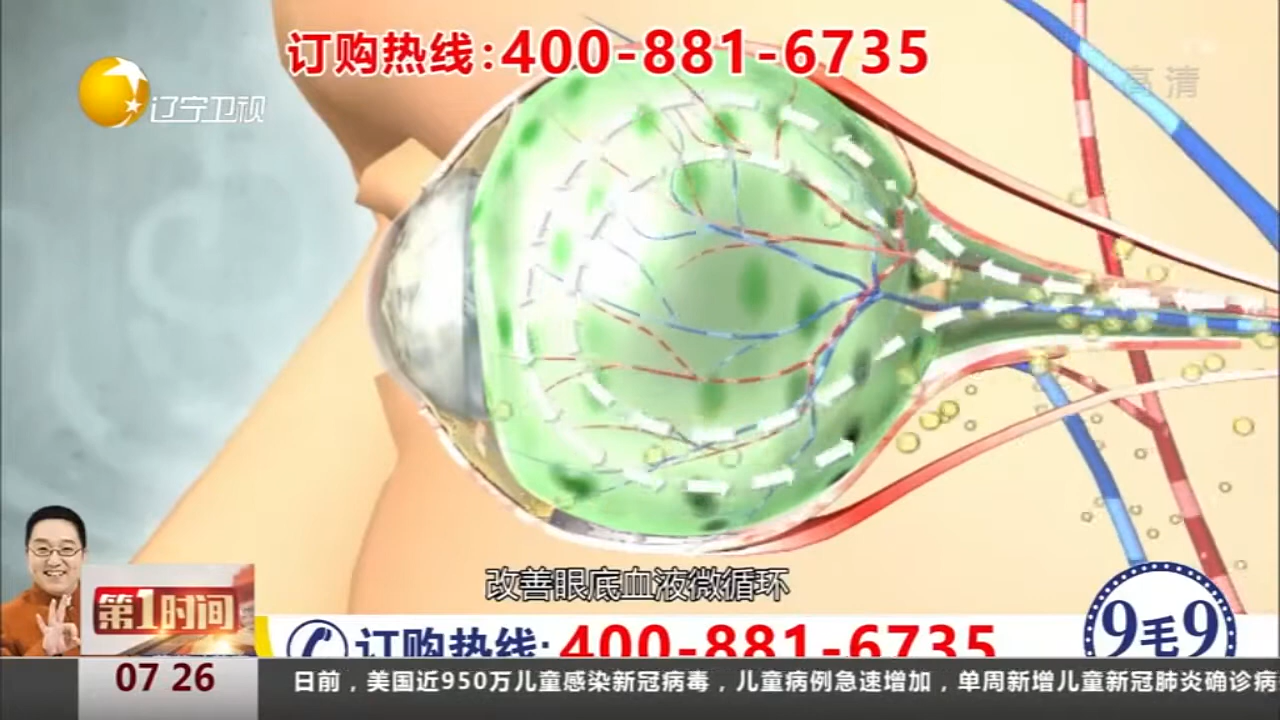 订购热线:400-881-6735
辽宁卫视
高清
改善眼底血液微循环
第1时间
订购热线:400-881-6735
9毛9
07 26
日前，美国近950万儿童感染新冠病毒，儿童病例急速增加，单周新增儿童新冠肺炎确诊病